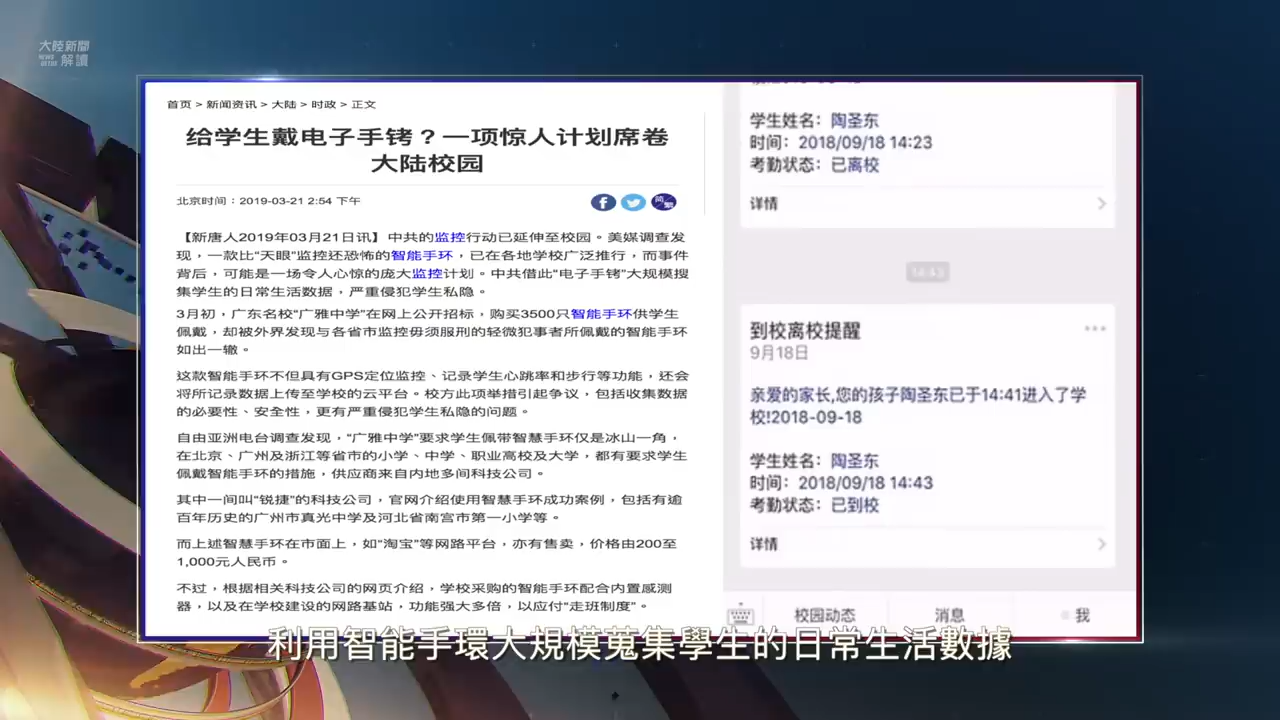 大陸新聞
解讀
首页 > 新闻资讯 > 大陆 > 时政 > 正文
给学生戴电子手铐？一项惊人计划席卷
大陆校园
北京时间：2019-03-21 2:54 下午
简繁
【新唐人2019年03月21日讯】中共的监控行动已延伸至校园。美媒调查发
现，一款比“天眼”监控还恐怖的智能手环，已在各地学校广泛推行，而事件
背后，可能是一场令人心惊的庞大监控计划。中共借此“电子手铐”大规模搜
集学生的日常生活数据，严重侵犯学生私隐。
3月初，广东名校“广雅中学”在网上公开招标，购买3500只智能手环供学生
佩戴，却被外界发现与各省市监控毋须服刑的轻微犯事者所佩戴的智能手环
如出一辙。
这款智能手环不但具有GPS定位监控、记录学生心跳率和步行等功能，还会
将所记录数据上传至学校的云平台。校方此项举措引起争议，包括收集数据
的必要性、安全性，更有严重侵犯学生私隐的问题。
自由亚洲电台调查发现，“广雅中学”要求学生佩带智慧手环仅是冰山一角，
在北京、广州及浙江等省市的小学、中学、职业高校及大学，都有要求学生
佩戴智能手环的措施，供应商来自内地多间科技公司。
其中一间叫“锐捷”的科技公司，官网介绍使用智慧手环成功案例，包括有逾
百年历史的广州市真光中学及河北省南宫市第一小学等。
而上述智慧手环在市面上，如“淘宝”等网路平台，亦有售卖，价格由200至
1,000元人民币。
不过，根据相关科技公司的网页介绍，学校采购的智能手环配合内置感测
器，以及在学校建设的网路基站，功能强大多倍，以应付“走班制度”。
学生姓名：陶圣东
时间：2018/09/18 14:23
考勤状态：已离校
详情
14:43
到校离校提醒
9月18日
亲爱的家长,您的孩子陶圣东已于14:41进入了学
校!2018-09-18
学生姓名：陶圣东
时间：2018/09/18 14:43
考勤状态：已到校
详情
校园动态 消息 我
利用智能手環大規模蒐集學生的日常生活數據